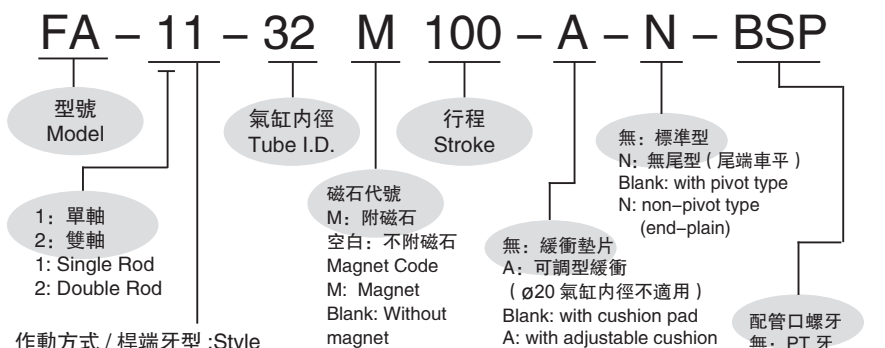 FA – 11 – 32 M 100 – A – N – BSP
型號
Model
氣缸内徑
Tube I.D.
行程
Stroke
無：標準型
N：無尾型 ( 尾端車平 )
Blank: with pivot type
N: non–pivot type
(end–plain)
1：單軸
2：雙軸
1: Single Rod
2: Double Rod
磁石代號
M：附磁石
空白：不附磁石
Magnet Code
M: Magnet
Blank: Without
magnet
無：緩衝墊片
A：可調型緩衝
( ø20 氣缸内徑不適用 )
Blank: with cushion pad
A: with adjustable cushion
配管口螺牙
無：PT 牙
作動方式 / 桿端牙型 :Style